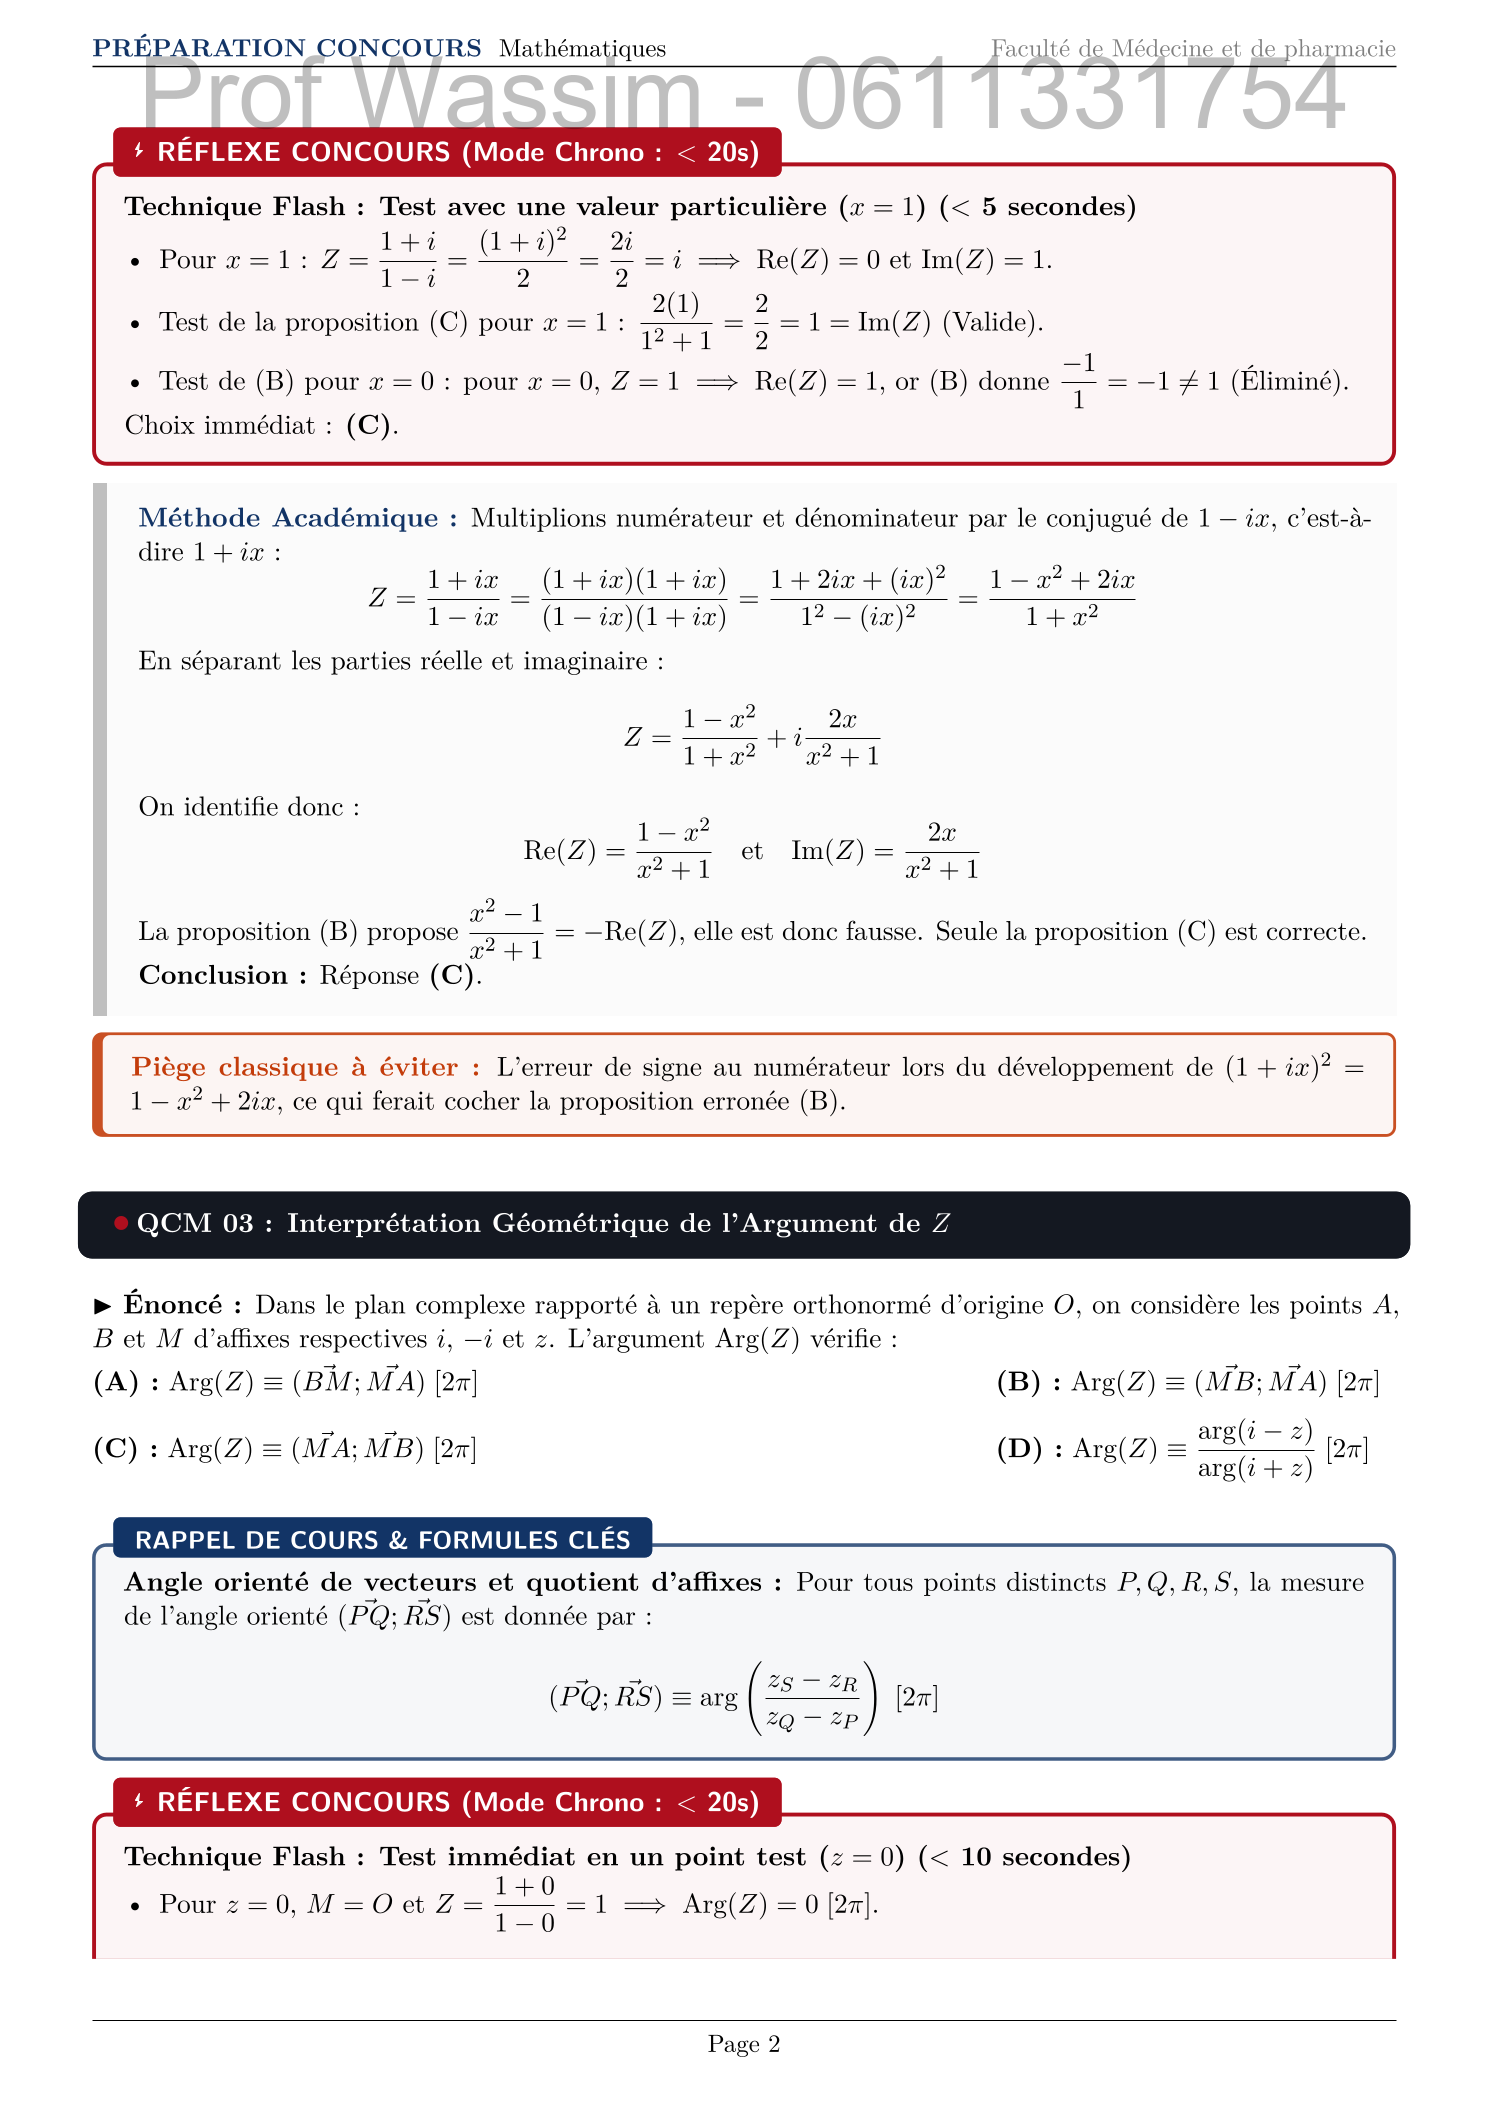 PRÉPARATION CONCOURS Mathématiques Faculté de Médecine et de pharmacie
Prof Wassim - 0611331754
RÉFLEXE CONCOURS (Mode Chrono : < 20s)
Technique Flash : Test avec une valeur particulière (x = 1) (< 5 secondes)
• Pour x = 1 : Z = (1 + i)/(1 − i) = (1 + i)²/2 = 2i/2 = i ⟹ Re(Z) = 0 et Im(Z) = 1.
• Test de la proposition (C) pour x = 1 : 2(1)/(1² + 1) = 2/2 = 1 = Im(Z) (Valide).
• Test de (B) pour x = 0 : pour x = 0, Z = 1 ⟹ Re(Z) = 1, or (B) donne −1/1 = −1 ≠ 1 (Éliminé).
Choix immédiat : (C).
Méthode Académique : Multiplions numérateur et dénominateur par le conjugué de 1 − ix, c'est-à-
dire 1 + ix :
Z = (1 + ix)/(1 − ix) = (1 + ix)(1 + ix)/(1 − ix)(1 + ix) = (1 + 2ix + (ix)²)/(1² − (ix)²) = (1 − x² + 2ix)/(1 + x²)
En séparant les parties réelle et imaginaire :
Z = (1 − x²)/(1 + x²) + i 2x/(x² + 1)
On identifie donc :
Re(Z) = (1 − x²)/(x² + 1) et Im(Z) = 2x/(x² + 1)
La proposition (B) propose (x² − 1)/(x² + 1) = −Re(Z), elle est donc fausse. Seule la proposition (C) est correcte.
Conclusion : Réponse (C).
Piège classique à éviter : L'erreur de signe au numérateur lors du développement de (1 + ix)² =
1 − x² + 2ix, ce qui ferait cocher la proposition erronée (B).
● QCM 03 : Interprétation Géométrique de l'Argument de Z
▶ Énoncé : Dans le plan complexe rapporté à un repère orthonormé d'origine O, on considère les points A,
B et M d'affixes respectives i, −i et z. L'argument Arg(Z) vérifie :
(A) : Arg(Z) ≡ (BM⃗; MA⃗) [2π] (B) : Arg(Z) ≡ (MB⃗; MA⃗) [2π]
(C) : Arg(Z) ≡ (MA⃗; MB⃗) [2π] (D) : Arg(Z) ≡ arg(i − z)/arg(i + z) [2π]
RAPPEL DE COURS & FORMULES CLÉS
Angle orienté de vecteurs et quotient d'affixes : Pour tous points distincts P, Q, R, S, la mesure
de l'angle orienté (PQ⃗; RS⃗) est donnée par :
(PQ⃗; RS⃗) ≡ arg((z_S − z_R)/(z_Q − z_P)) [2π]
RÉFLEXE CONCOURS (Mode Chrono : < 20s)
Technique Flash : Test immédiat en un point test (z = 0) (< 10 secondes)
• Pour z = 0, M = O et Z = (1 + 0)/(1 − 0) = 1 ⟹ Arg(Z) = 0 [2π].
Page 2